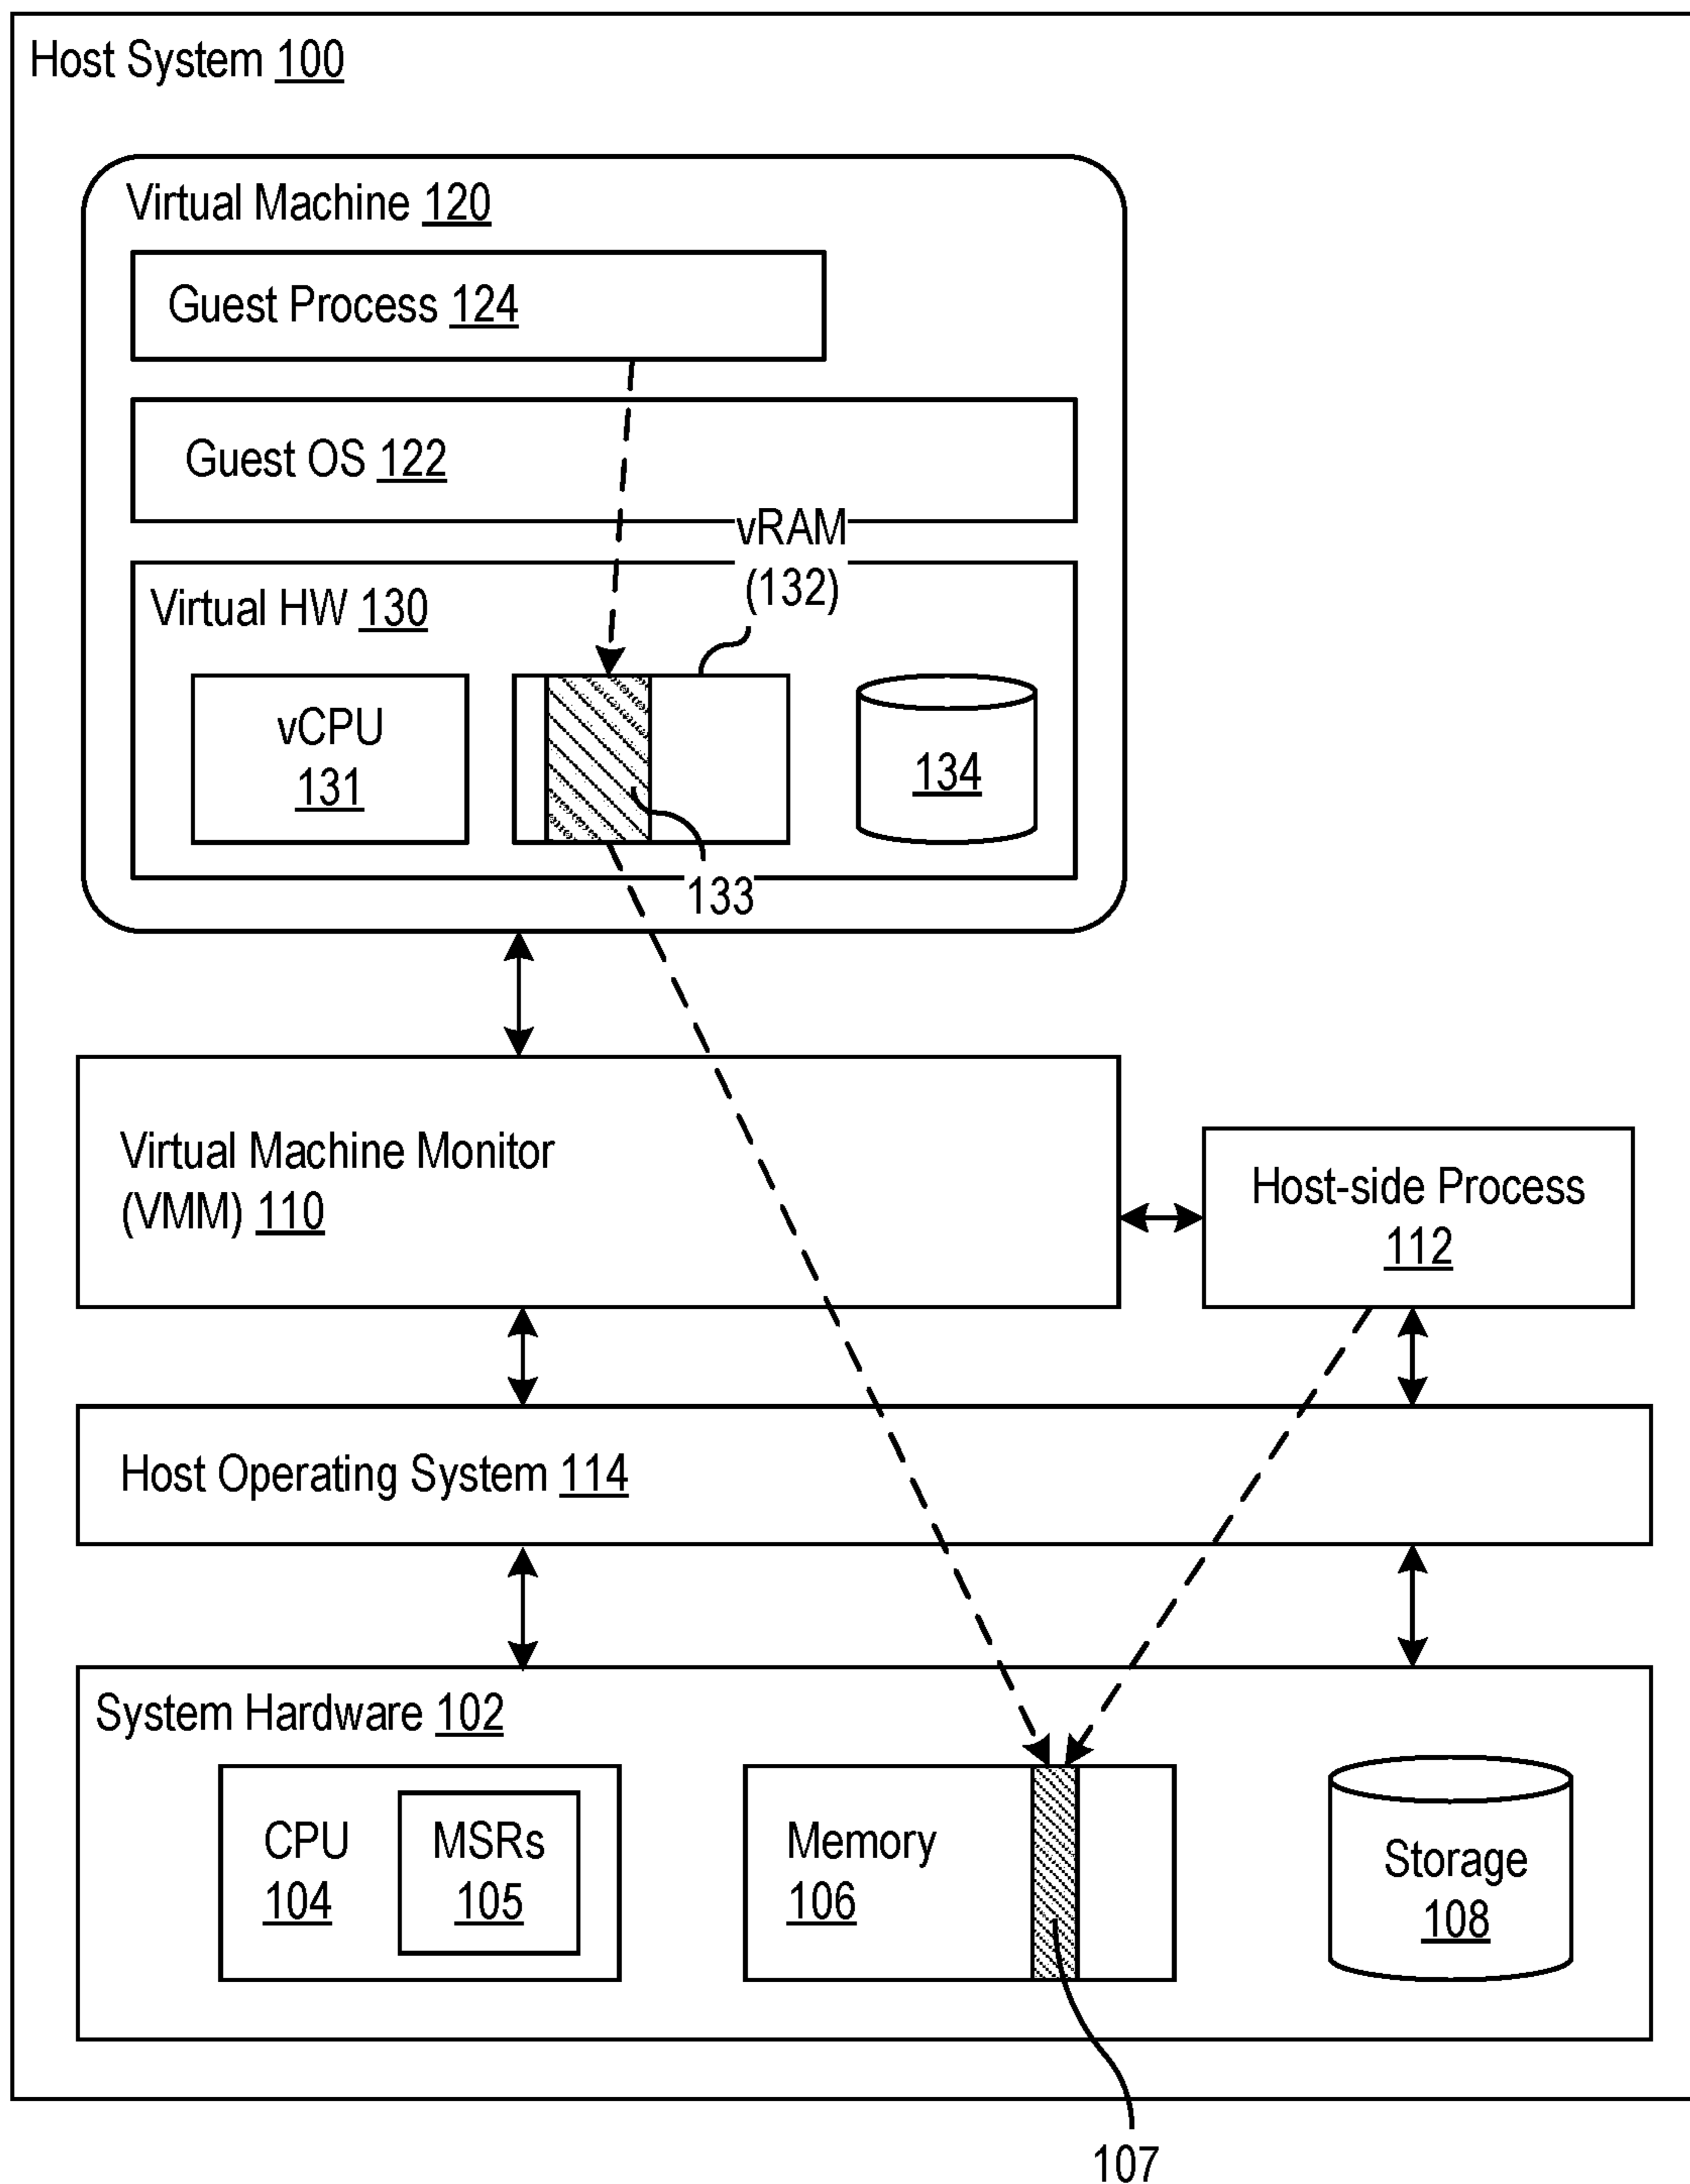 Host System 100
Virtual Machine 120
Guest Process 124
Guest OS 122
vRAM
(132)
Virtual HW 130
vCPU
131
134
133
Virtual Machine Monitor
(VMM) 110
Host-side Process
112
Host Operating System 114
System Hardware 102
CPU
104
MSRs
105
Memory
106
Storage
108
107